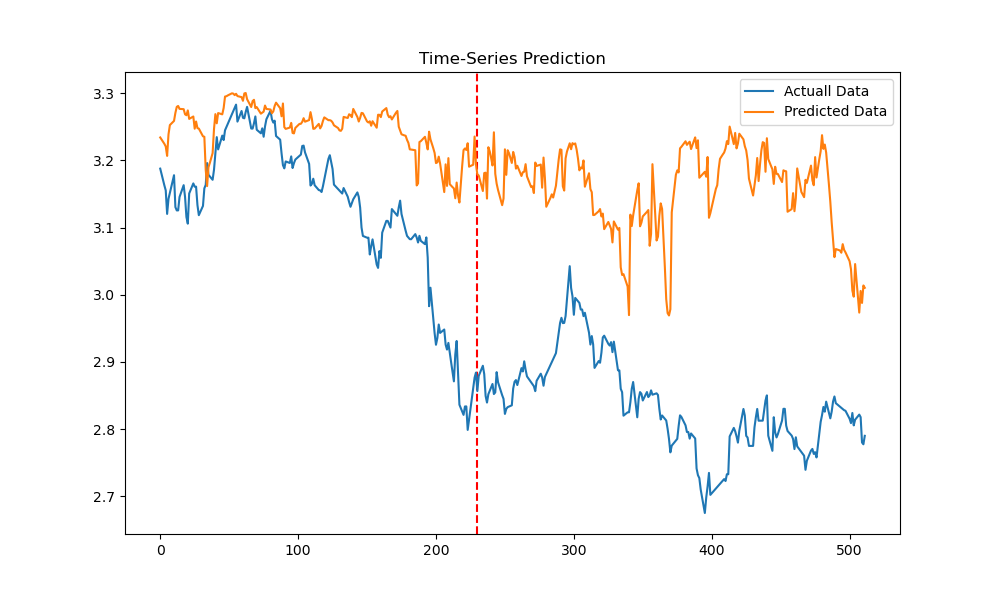 Time-Series Prediction
Actuall Data
Predicted Data
3.3
3.2
3.1
3.0
2.9
2.8
2.7
0 100 200 300 400 500